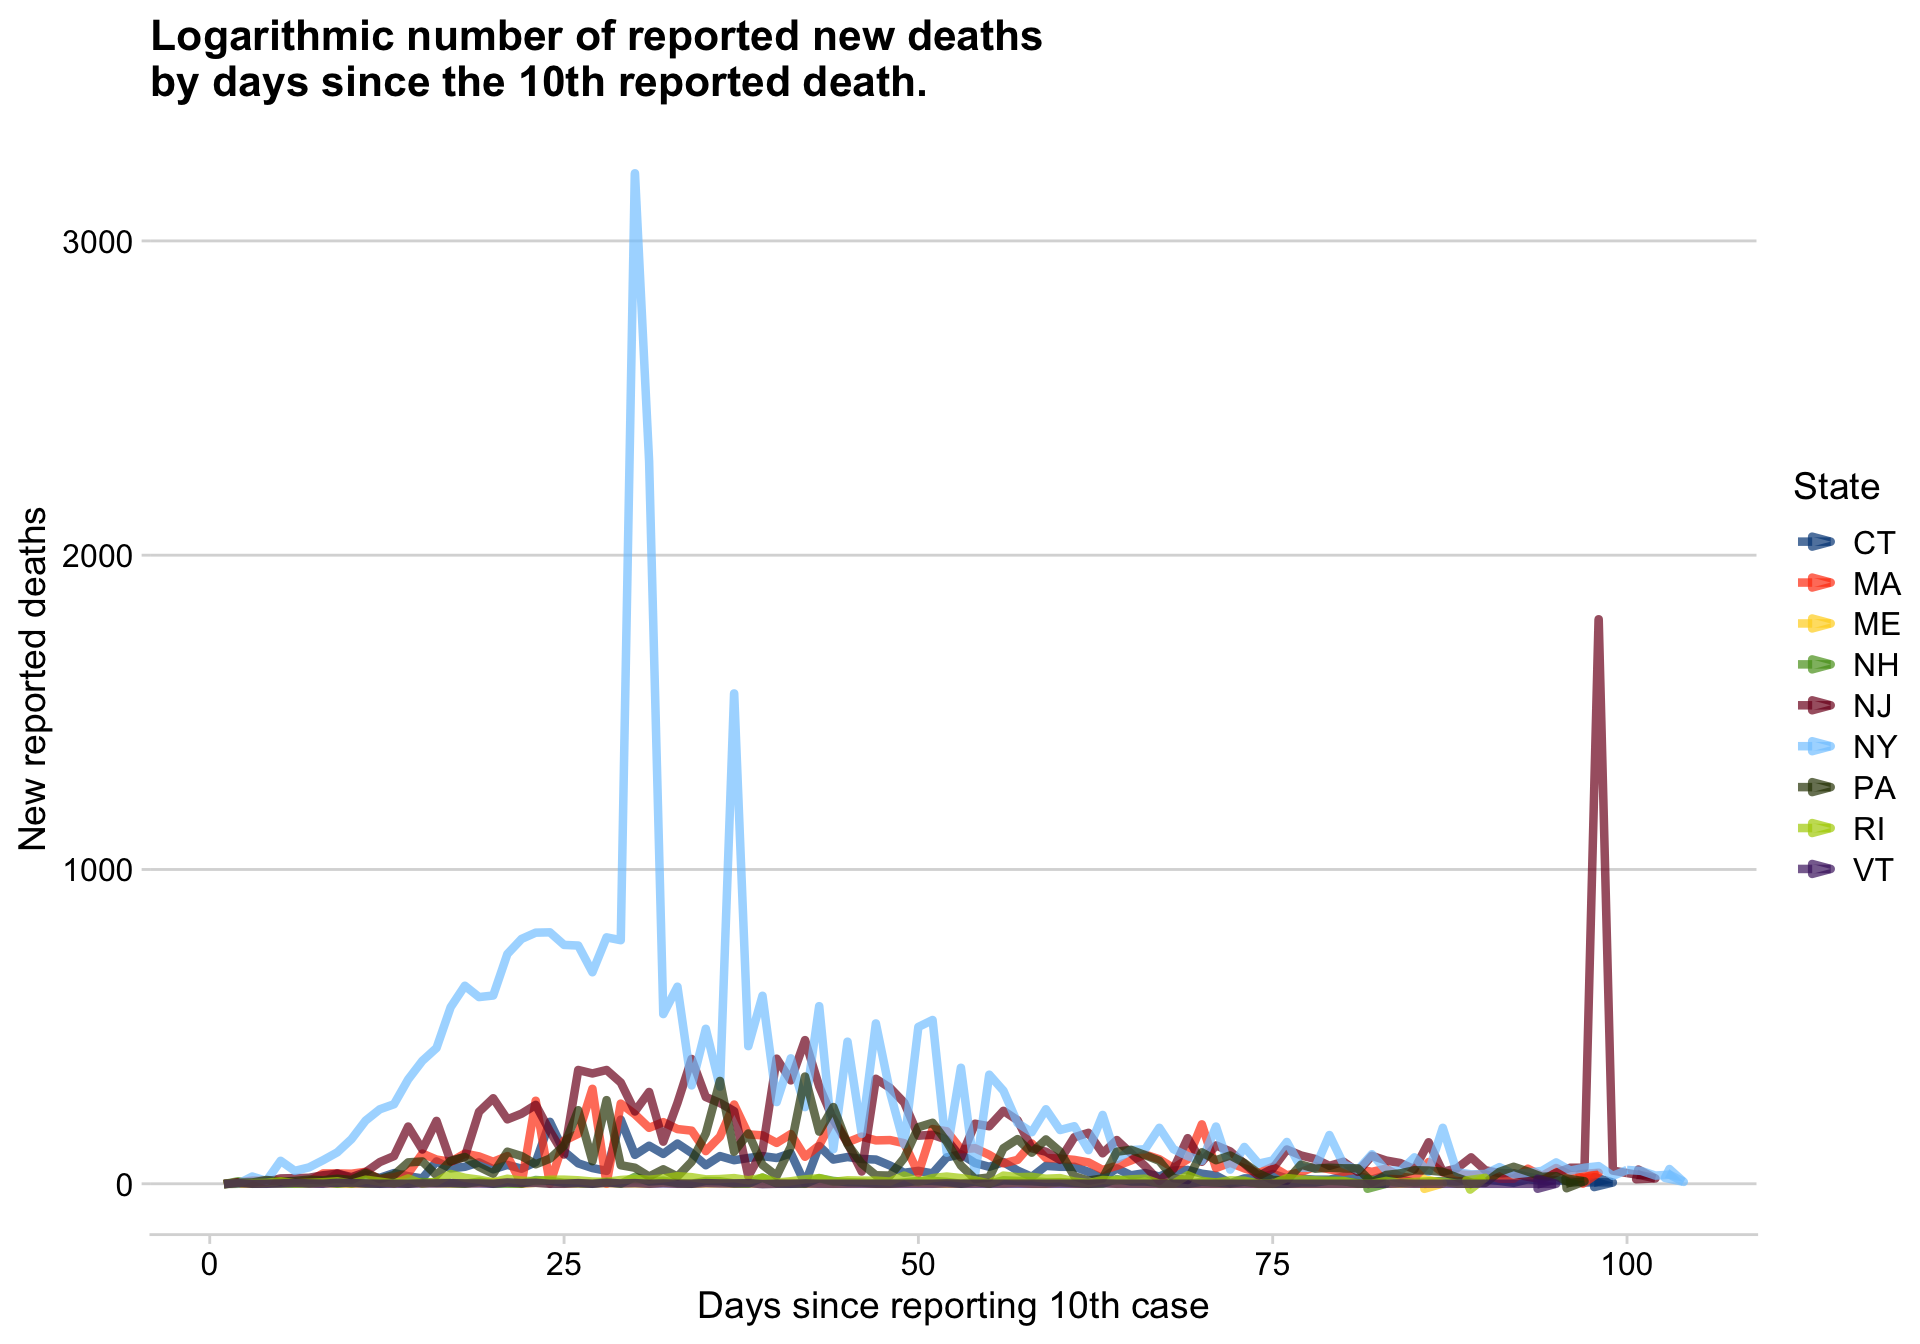 Logarithmic number of reported new deaths
by days since the 10th reported death.
New reported deaths
3000
2000
1000
0
0
25
50
75
100
Days since reporting 10th case
State
CT
MA
ME
NH
NJ
NY
PA
RI
VT